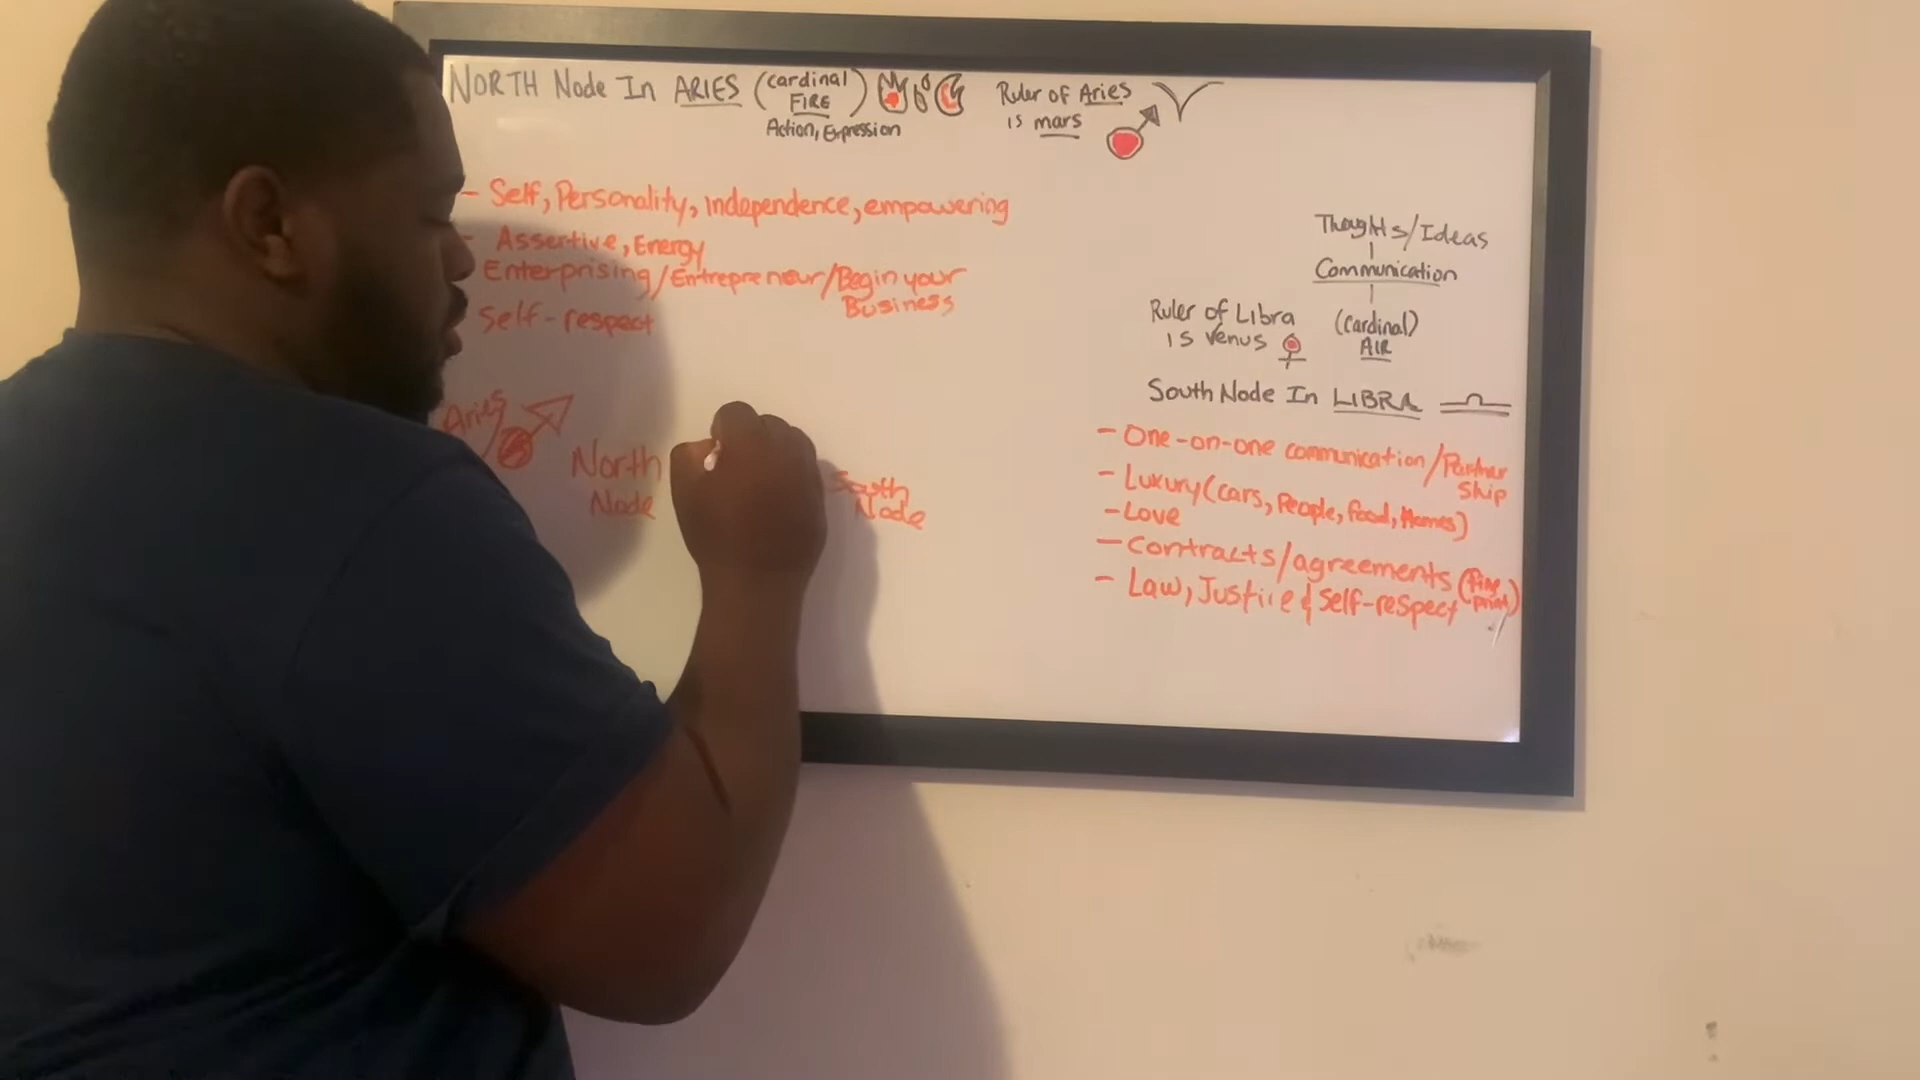 NORTH Node In ARIES (cardinal FIRE)
Action, Expression
Ruler of Aries
is mars
- Self, Personality, independence, empowering
- Assertive, Energy
Enterprising/Entrepreneur/Begin your
Business
Self-respect
Aries
North
Node
South
Node
Thoughts/Ideas
Communication
(cardinal)
AIR
Ruler of Libra
is Venus
South Node In LIBRA
- One-on-one communication/Partner
ship
- Luxury (cars, People, food, Homes)
- Love
- Contracts/agreements (fine
print)
- Law, Justice & Self-respect